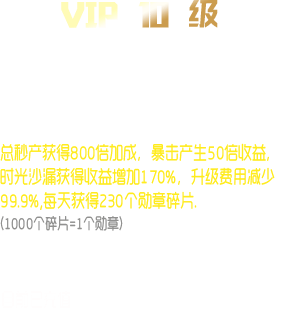 VIP 10 级
总秒产获得800倍加成，暴击产生50倍收益，
时光沙漏获得收益增加170%，升级费用减少
99.9%,每天获得230个勋章碎片.
(1000个碎片=1个勋章)